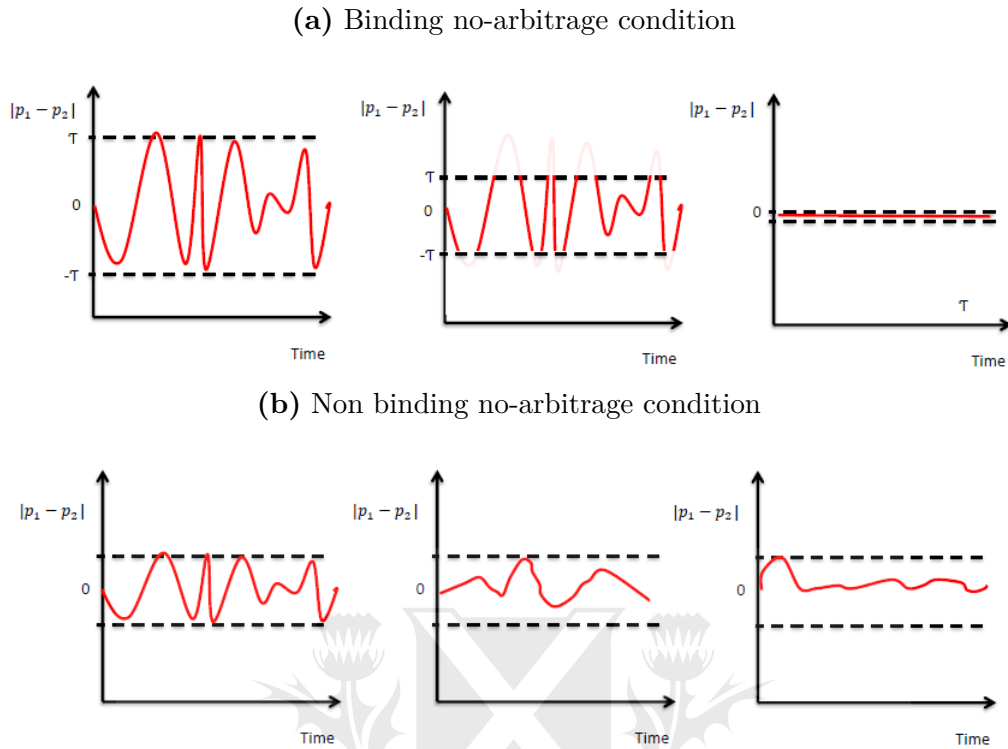 (a) Binding no-arbitrage condition
|p₁ − p₂|
Ƭ
0
-Ƭ
Time
|p₁ − p₂|
Ƭ
0
-Ƭ
Time
|p₁ − p₂|
0
Ƭ
Time
(b) Non binding no-arbitrage condition
|p₁ − p₂|
0
Time
|p₁ − p₂|
0
Time
|p₁ − p₂|
0
Time